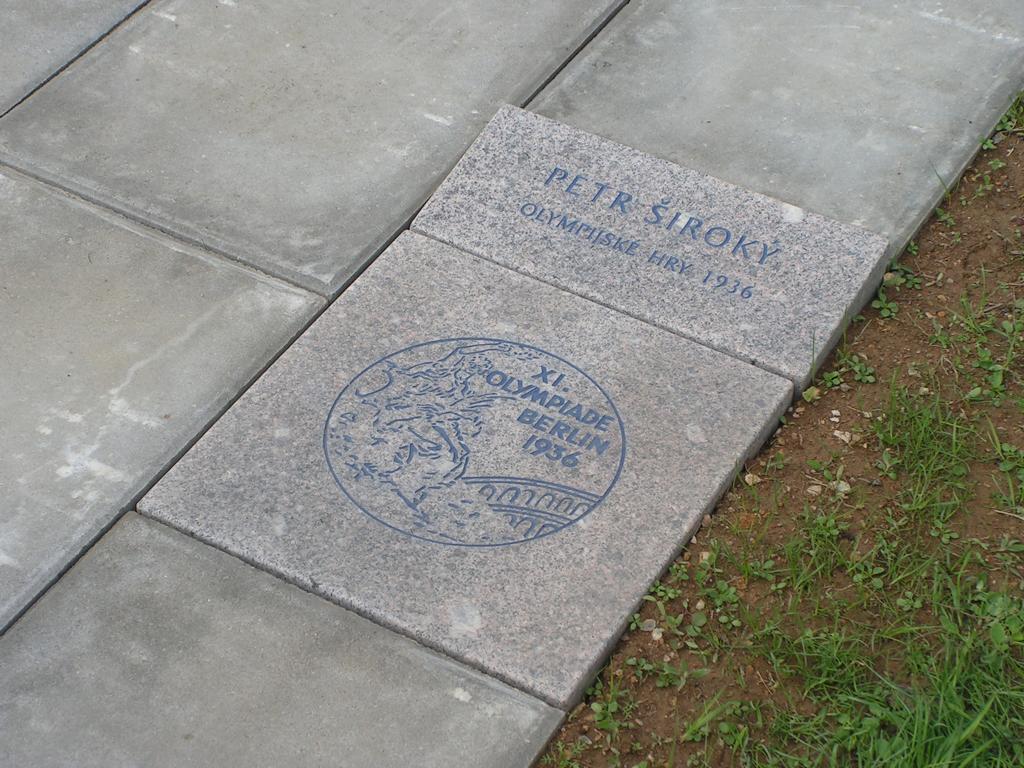 PETR ŠIROKÝ
OLYMPIJSKÉ HRY 1936
XI.
OLYMPIADE
BERLIN
1936